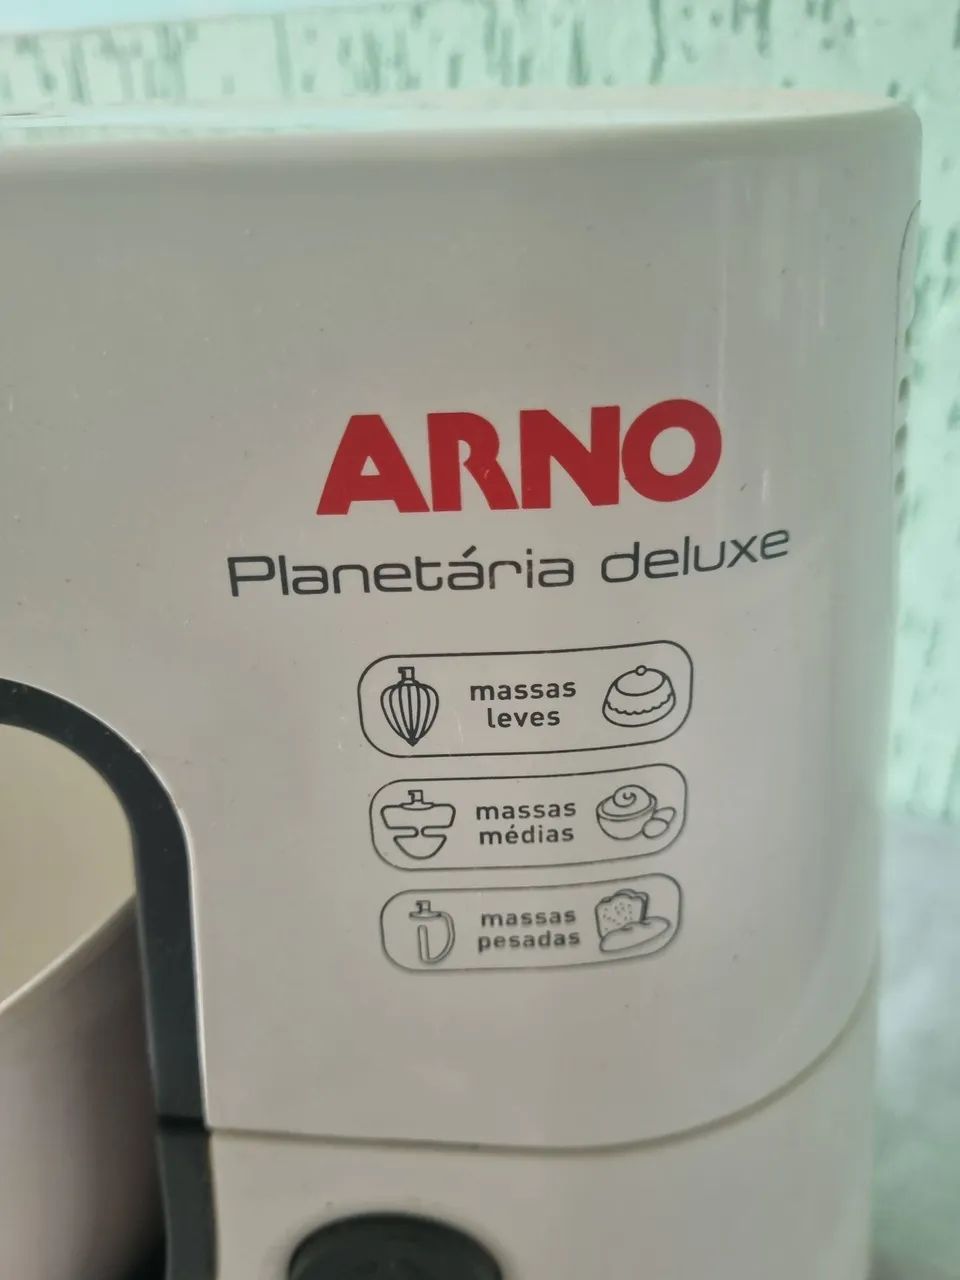 ARNO
Planetária deluxe
massas
leves
massas
médias
massas
pesadas